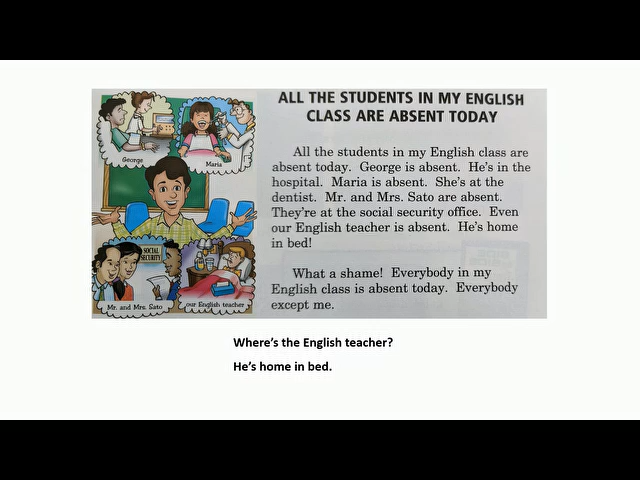 ALL THE STUDENTS IN MY ENGLISH
CLASS ARE ABSENT TODAY
George
Maria
SOCIAL
SECURITY
Mr. and Mrs. Sato
our English teacher
All the students in my English class are
absent today. George is absent. He's in the
hospital. Maria is absent. She's at the
dentist. Mr. and Mrs. Sato are absent.
They're at the social security office. Even
our English teacher is absent. He's home
in bed!
What a shame! Everybody in my
English class is absent today. Everybody
except me.
Where's the English teacher?
He's home in bed.